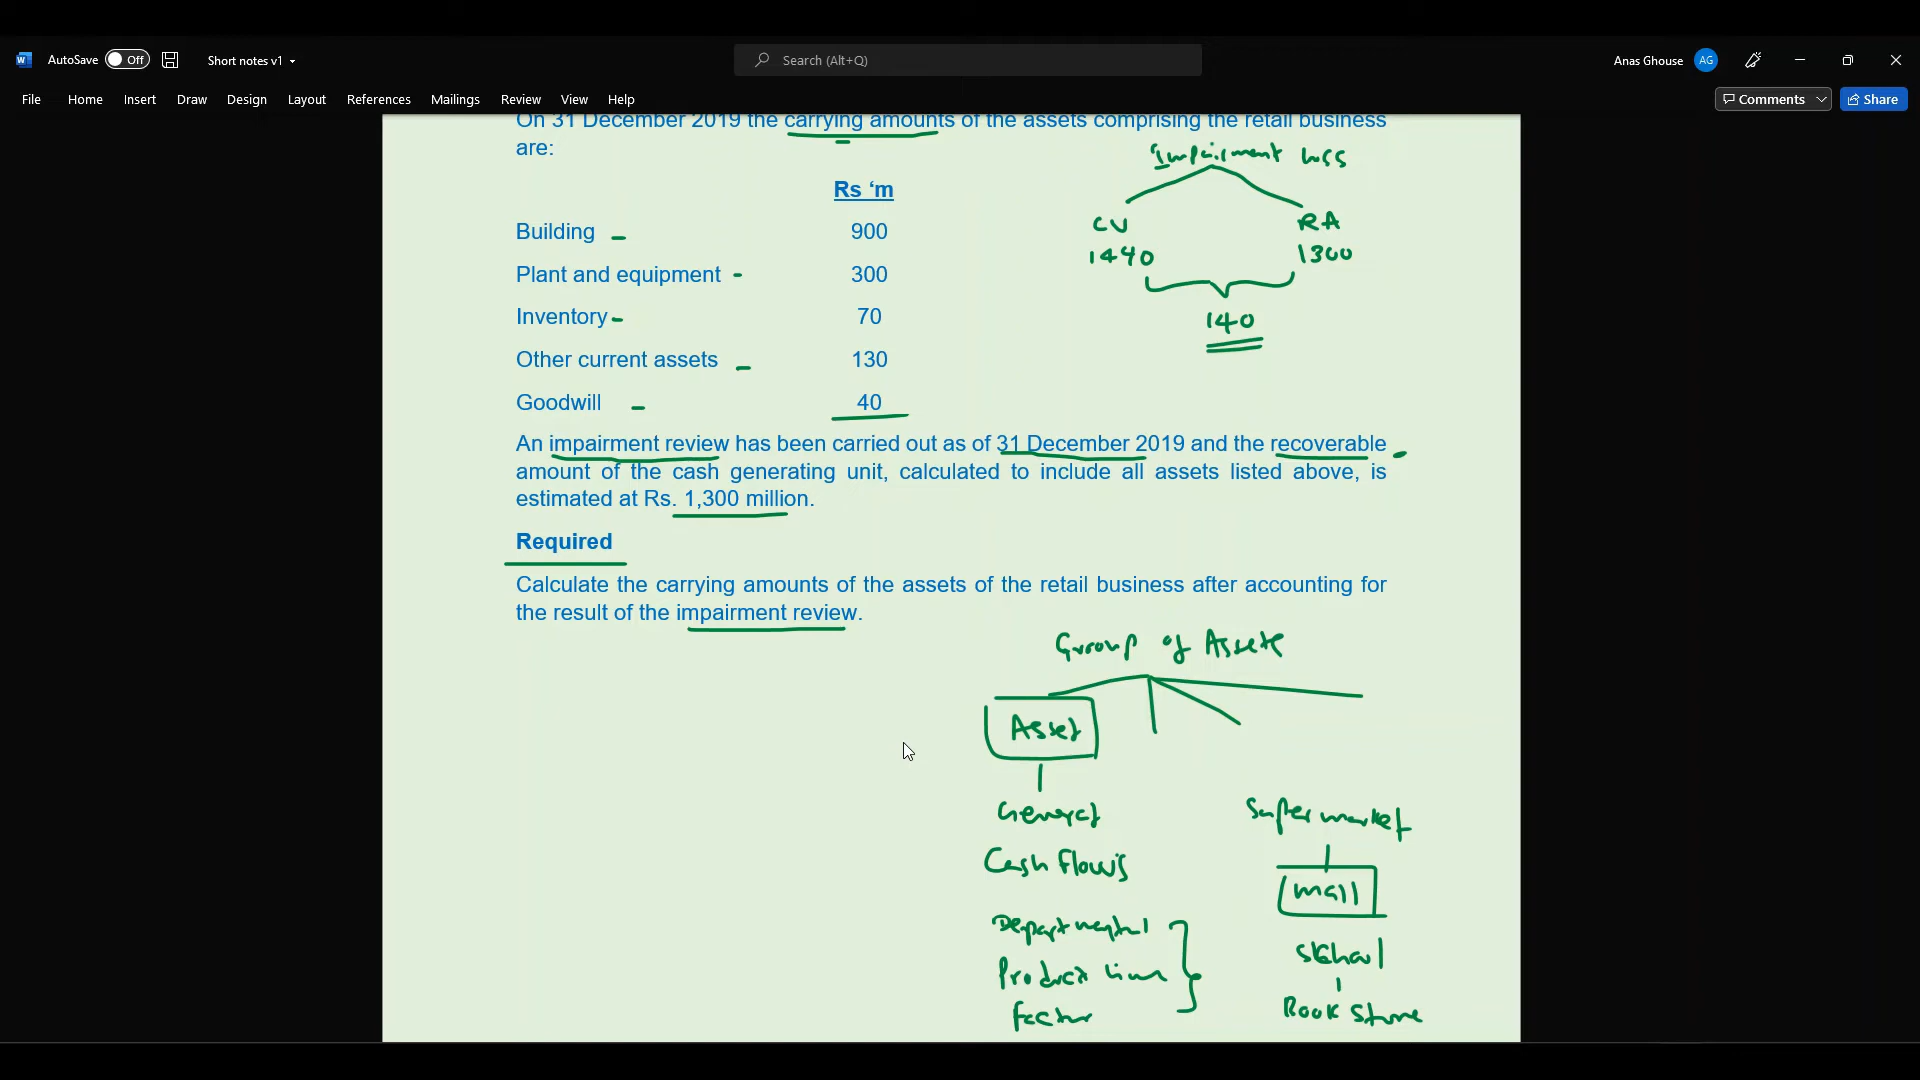 AutoSave Off Short notes v1 Search (Alt+Q) Anas Ghouse AG
File Home Insert Draw Design Layout References Mailings Review View Help Comments Share
On 31 December 2019 the carrying amounts of the assets comprising the retail business
are:
Impairment loss
Rs ‘m
CV RA
Building 900
1440 1300
Plant and equipment 300
Inventory 70
140
Other current assets 130
Goodwill 40
An impairment review has been carried out as of 31 December 2019 and the recoverable
amount of the cash generating unit, calculated to include all assets listed above, is
estimated at Rs. 1,300 million.
Required
Calculate the carrying amounts of the assets of the retail business after accounting for
the result of the impairment review.
Group of Assets
Asset
Super market
Cash Flows
mall
Product line
Book Store